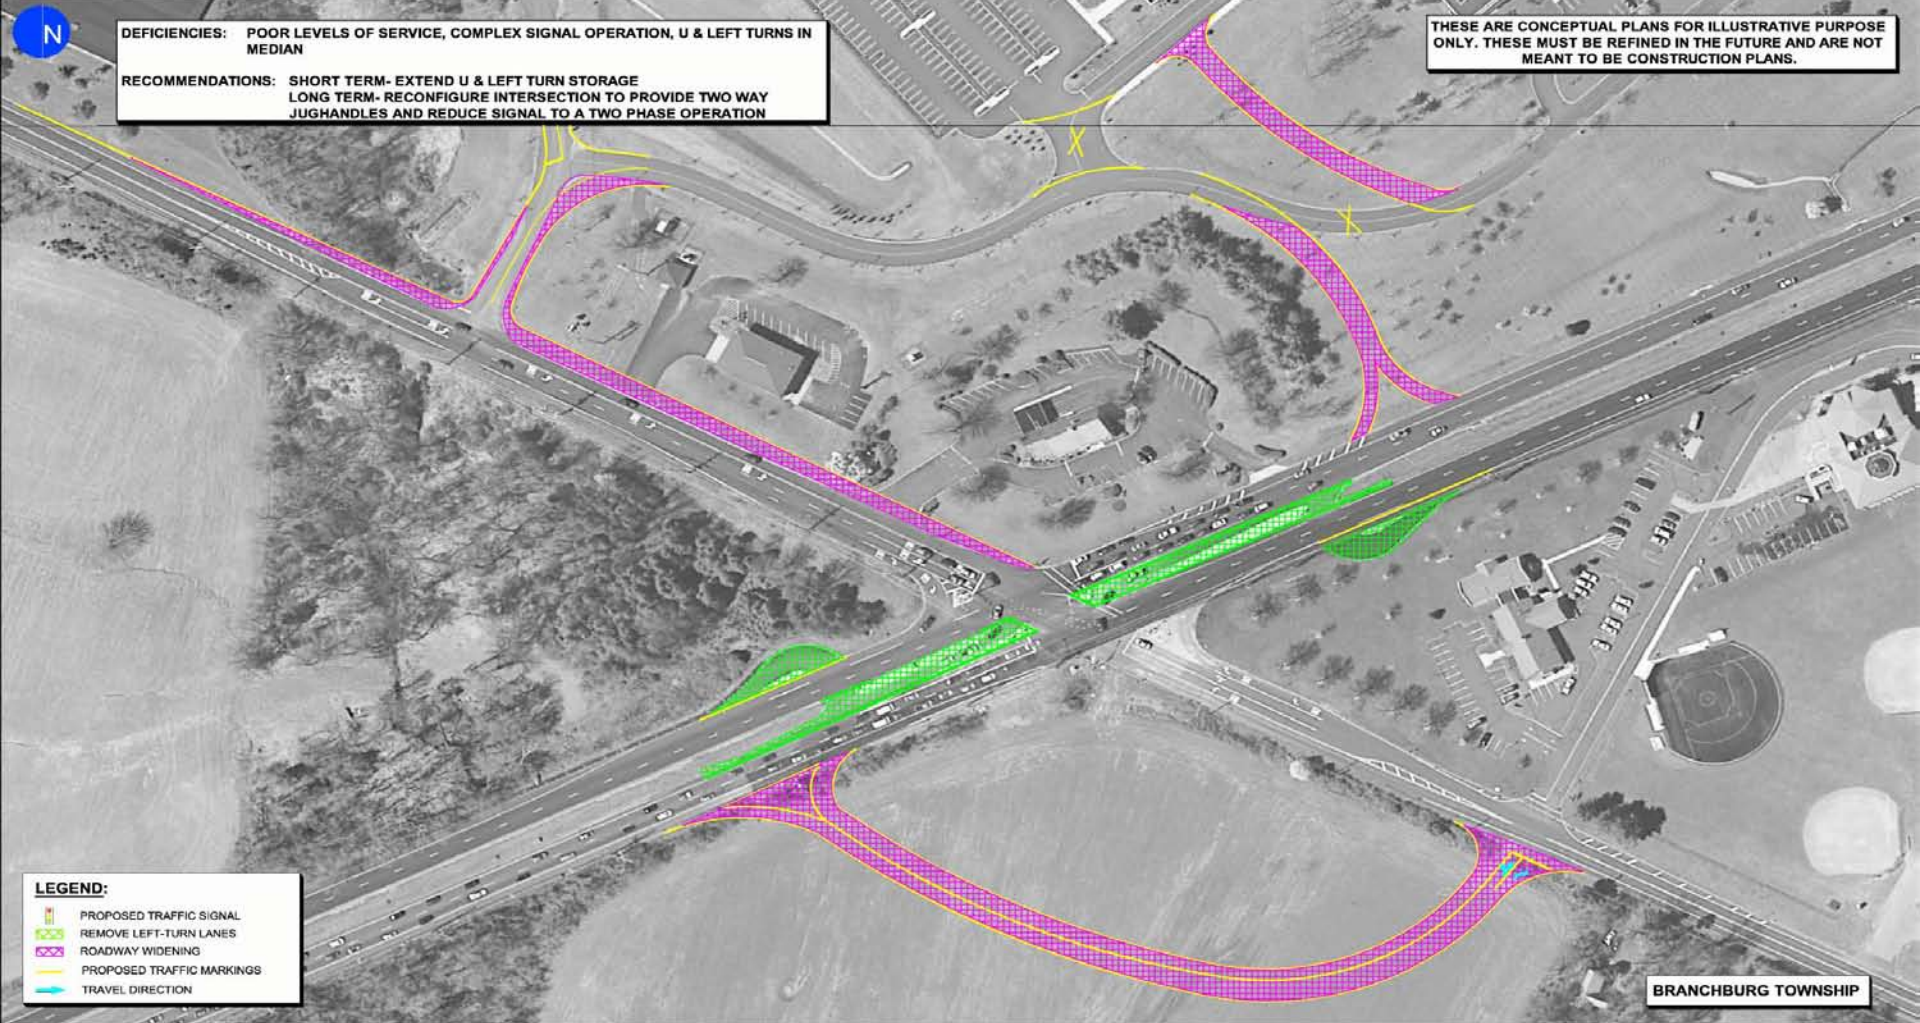 N
DEFICIENCIES: POOR LEVELS OF SERVICE, COMPLEX SIGNAL OPERATION, U & LEFT TURNS IN
MEDIAN
RECOMMENDATIONS: SHORT TERM- EXTEND U & LEFT TURN STORAGE
LONG TERM- RECONFIGURE INTERSECTION TO PROVIDE TWO WAY
JUGHANDLES AND REDUCE SIGNAL TO A TWO PHASE OPERATION
THESE ARE CONCEPTUAL PLANS FOR ILLUSTRATIVE PURPOSE
ONLY. THESE MUST BE REFINED IN THE FUTURE AND ARE NOT
MEANT TO BE CONSTRUCTION PLANS.
LEGEND:
PROPOSED TRAFFIC SIGNAL
REMOVE LEFT-TURN LANES
ROADWAY WIDENING
PROPOSED TRAFFIC MARKINGS
TRAVEL DIRECTION
BRANCHBURG TOWNSHIP